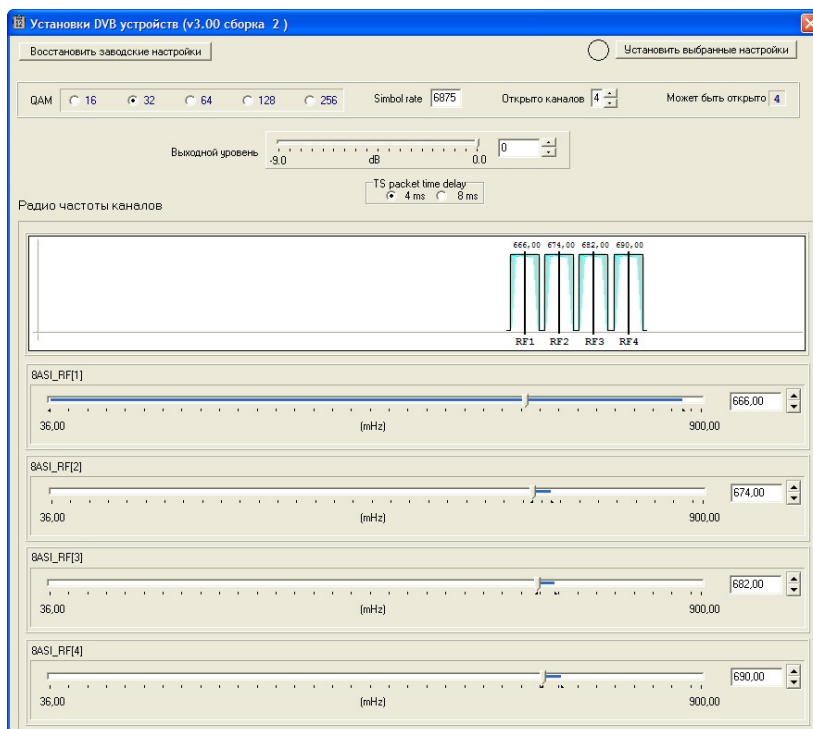 Установки DVB устройств (v3.00 сборка 2 )
Восстановить заводские настройки
Установить выбранные настройки
QAM 16 32 64 128 256 Simbol rate 6875 Открыто каналов 4 Может быть открыто 4
Выходной уровень -9.0 dB 0.0 0
TS packet time delay
4 ms 8 ms
Радио частоты каналов
666,00 674,00 682,00 690,00
RF1 RF2 RF3 RF4
8ASI_RF[1]
666,00
36,00 (mHz) 900,00
8ASI_RF[2]
674,00
36,00 (mHz) 900,00
8ASI_RF[3]
682,00
36,00 (mHz) 900,00
8ASI_RF[4]
690,00
36,00 (mHz) 900,00